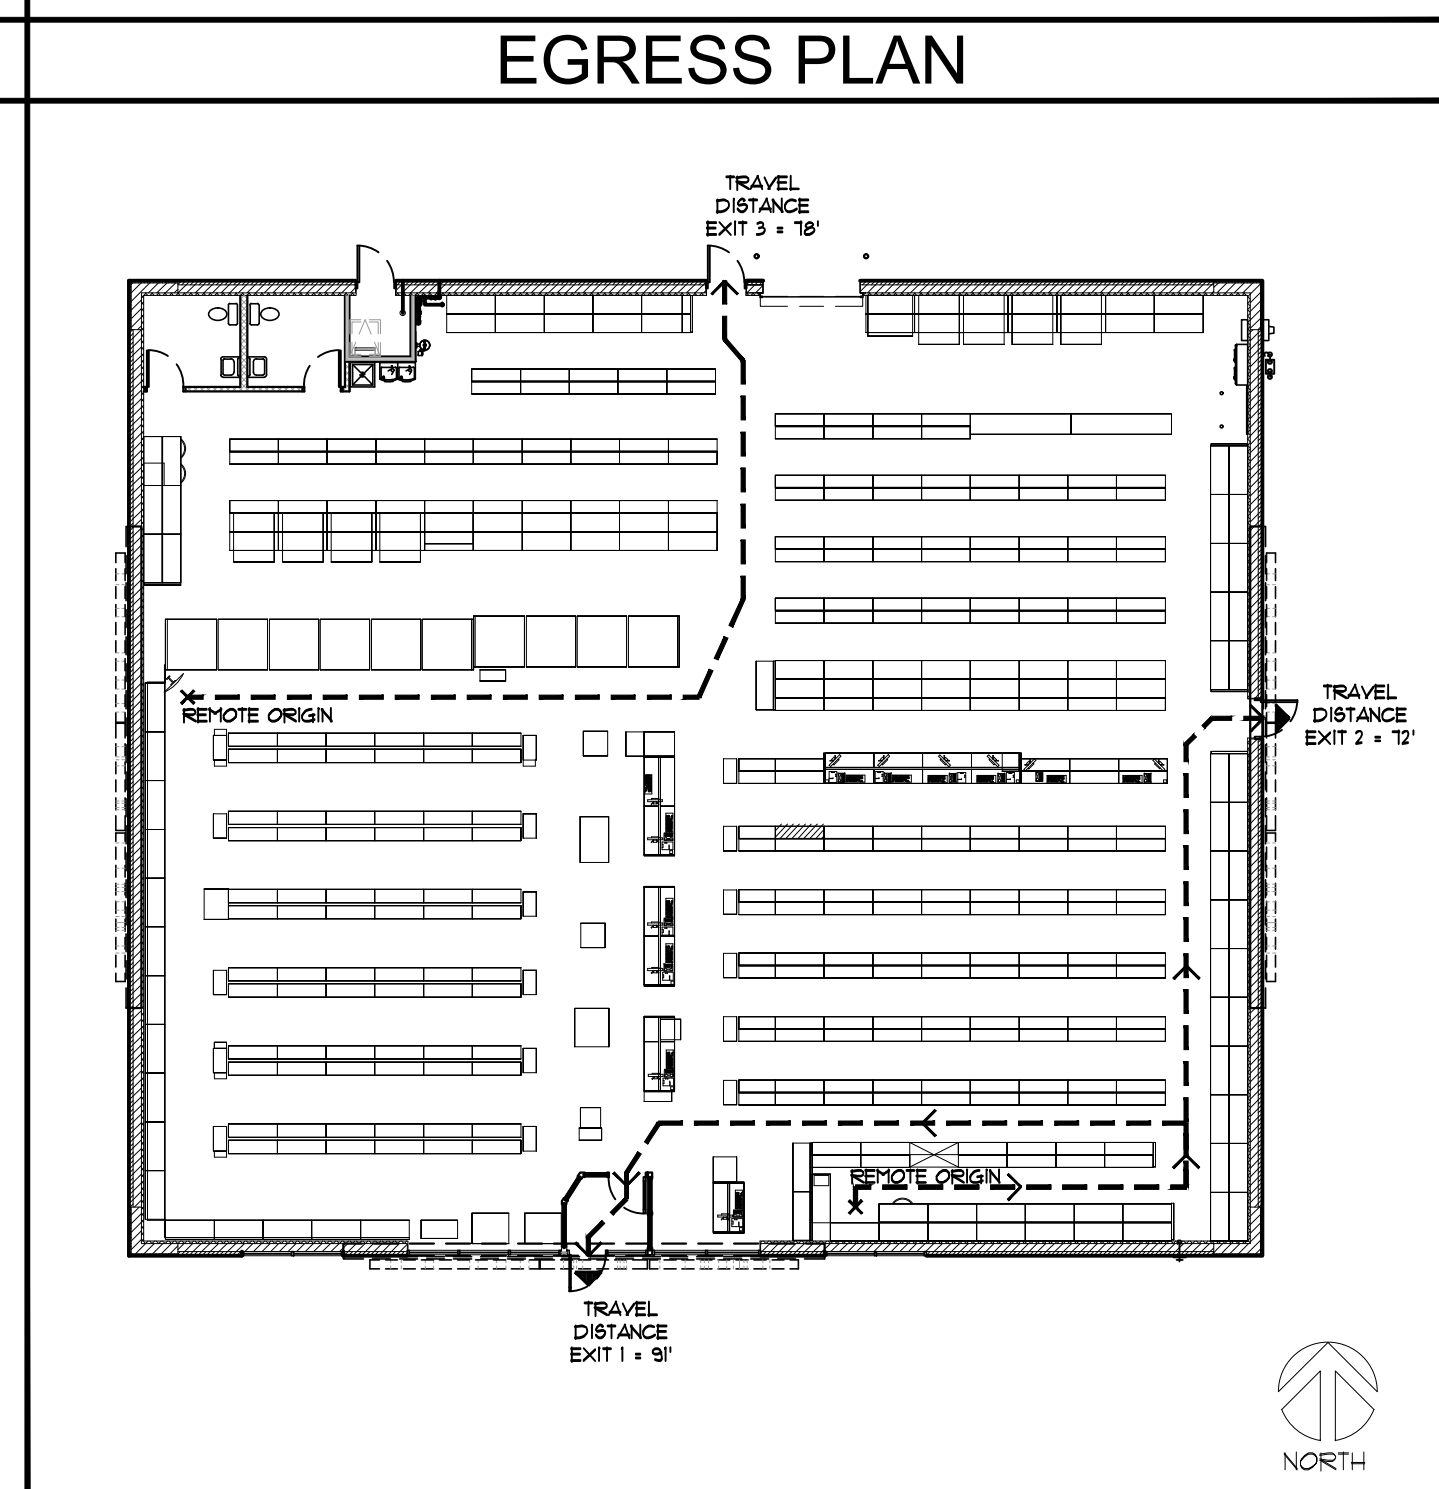 EGRESS PLAN
TRAVEL
DISTANCE
EXIT 3 = 78'
REMOTE ORIGIN
TRAVEL
DISTANCE
EXIT 2 = 72'
REMOTE ORIGIN
TRAVEL
DISTANCE
EXIT 1 = 91'
NORTH